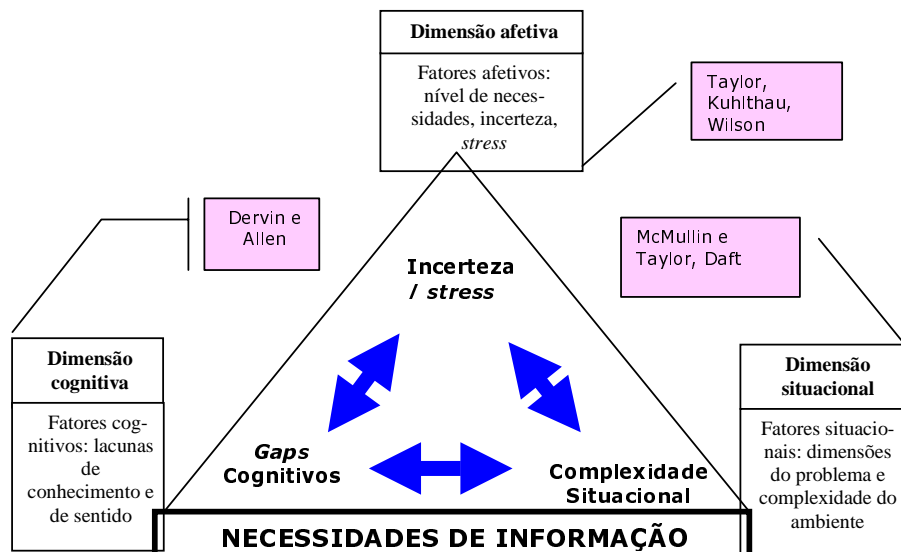 Dimensão afetiva
Fatores afetivos:
nível de neces-
sidades, incerteza,
stress
Taylor,
Kuhlthau,
Wilson
Dervin e
Allen
McMullin e
Taylor, Daft
Incerteza
/ stress
Dimensão
cognitiva
Fatores cog-
nitivos: lacunas
de
conhecimento e
de sentido
Gaps
Cognitivos
Complexidade
Situacional
Dimensão
situacional
Fatores situacio-
nais: dimensões
do problema e
complexidade do
ambiente
NECESSIDADES DE INFORMAÇÃO